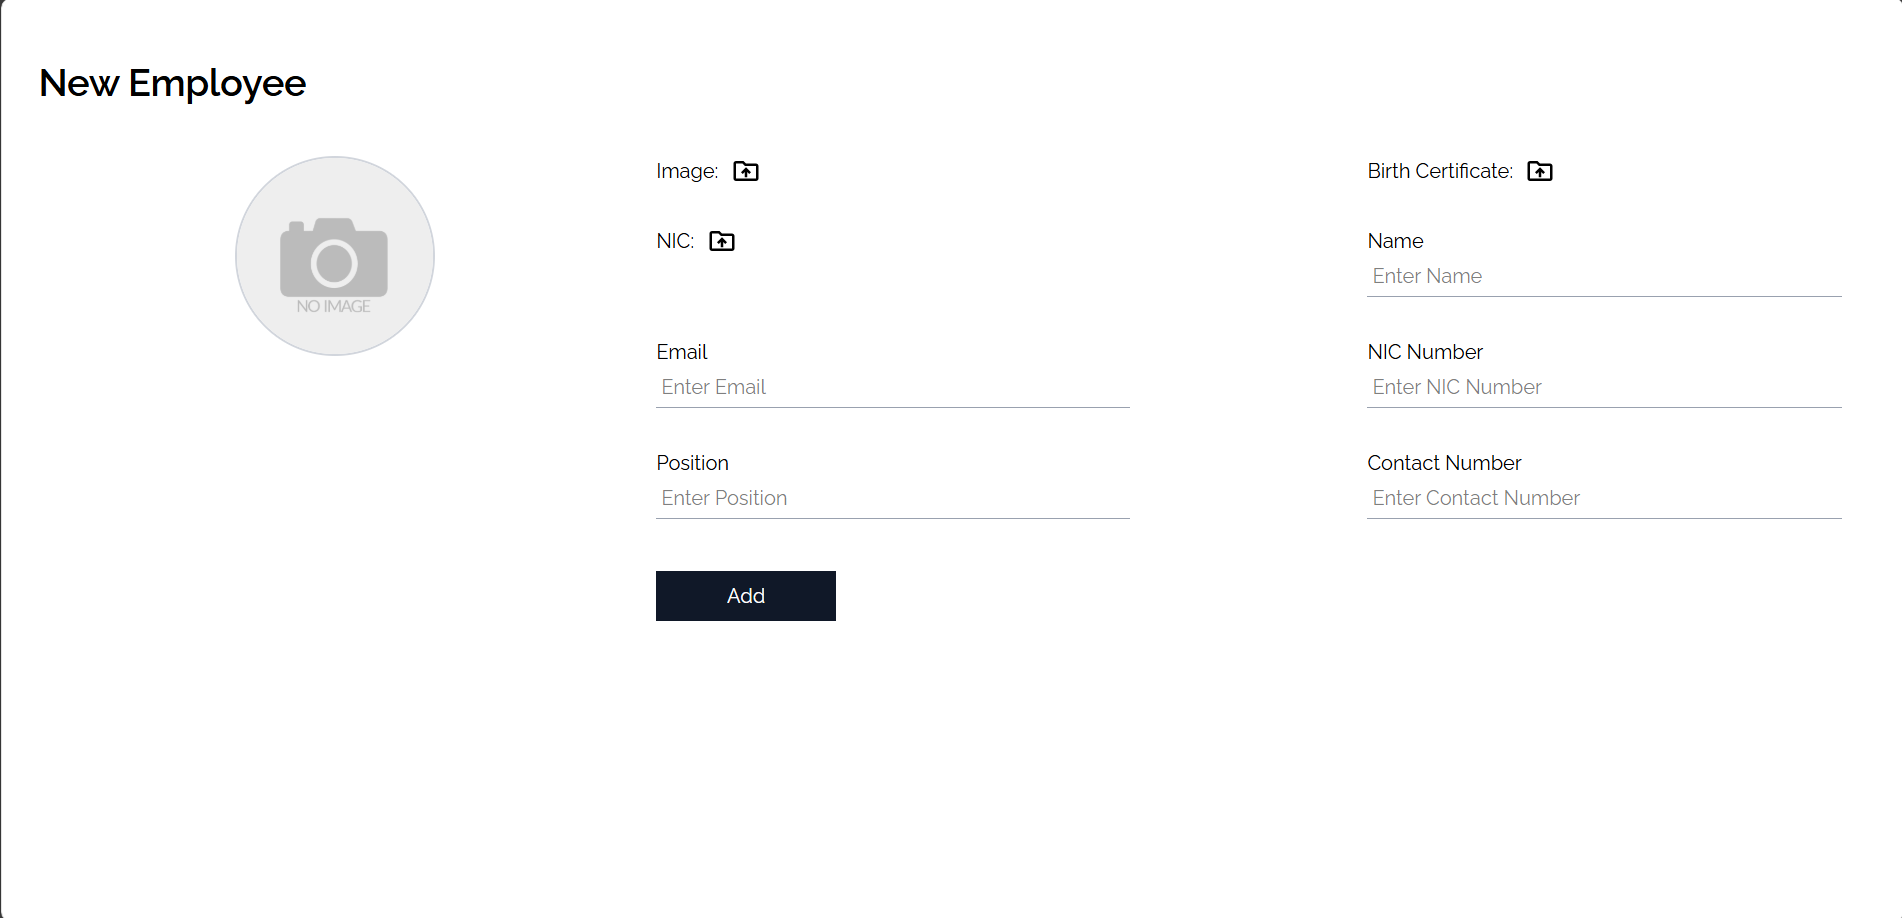 New Employee
NO IMAGE
Image:
Birth Certificate:
NIC:
Name
Enter Name
Email
Enter Email
NIC Number
Enter NIC Number
Position
Enter Position
Contact Number
Enter Contact Number
Add